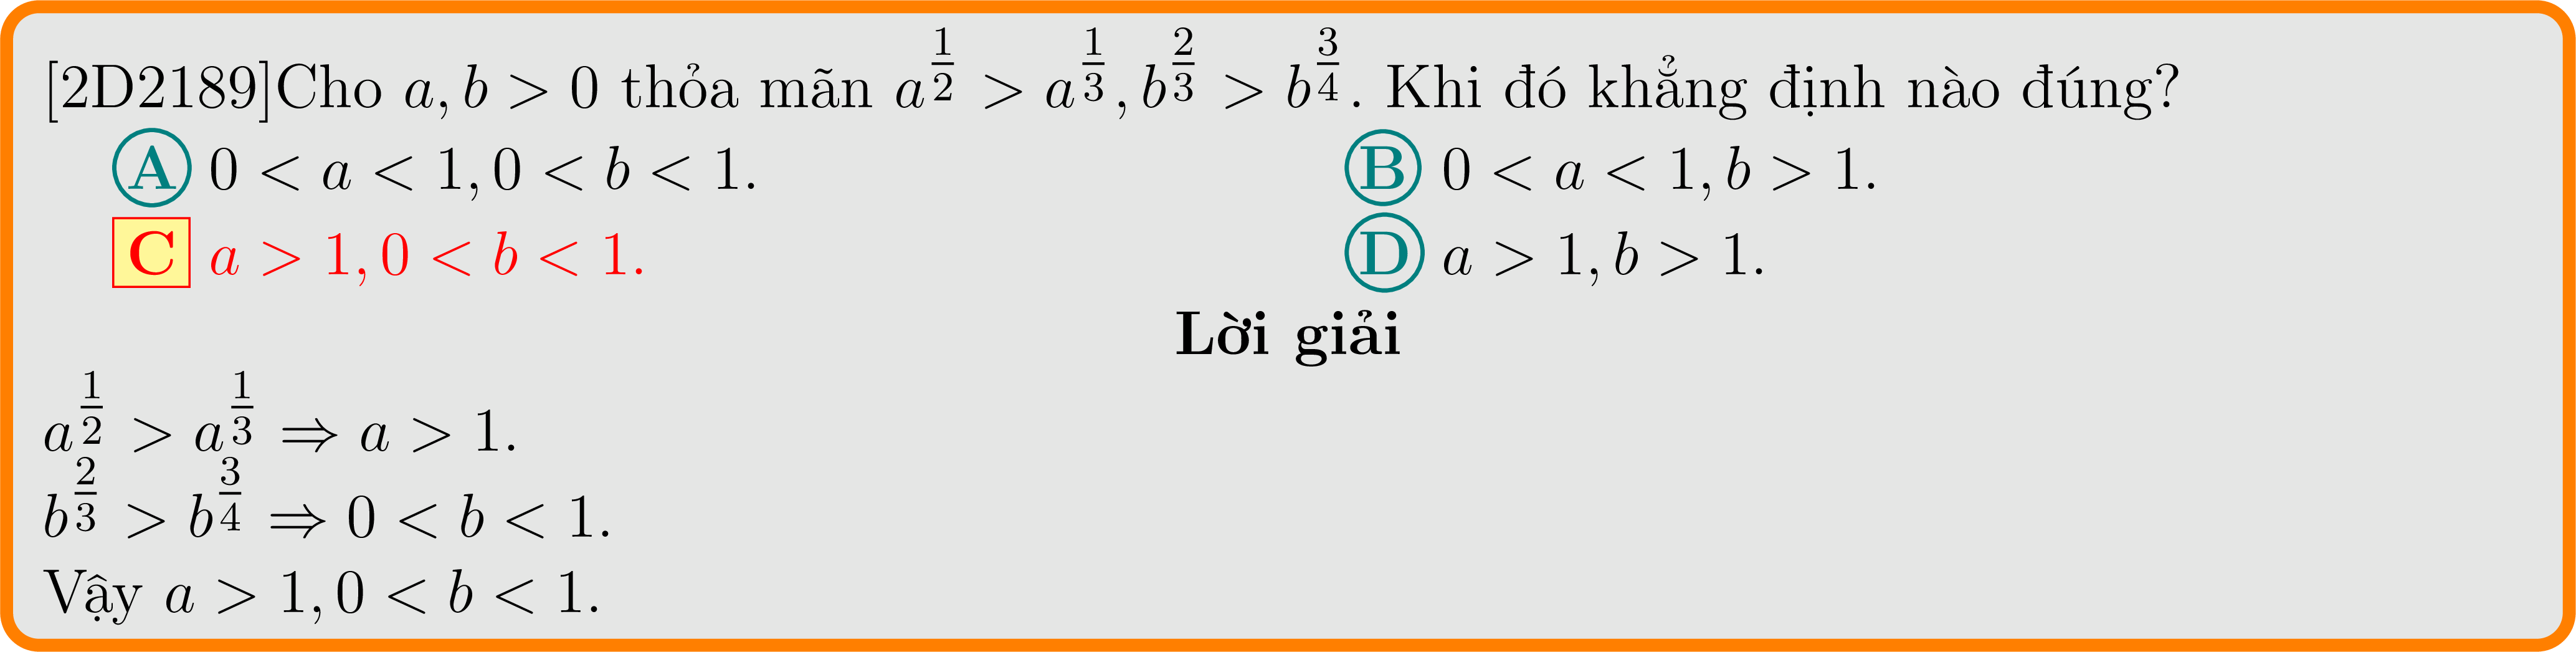 [2D2189]Cho $a, b > 0$ thỏa mãn $a^{\frac{1}{2}} > a^{\frac{1}{3}}, b^{\frac{2}{3}} > b^{\frac{3}{4}}$. Khi đó khẳng định nào đúng?
A $0 < a < 1, 0 < b < 1$. B $0 < a < 1, b > 1$.
C $a > 1, 0 < b < 1$. D $a > 1, b > 1$.
Lời giải
$a^{\frac{1}{2}} > a^{\frac{1}{3}} \Rightarrow a > 1$.
$b^{\frac{2}{3}} > b^{\frac{3}{4}} \Rightarrow 0 < b < 1$.
Vậy $a > 1, 0 < b < 1$.